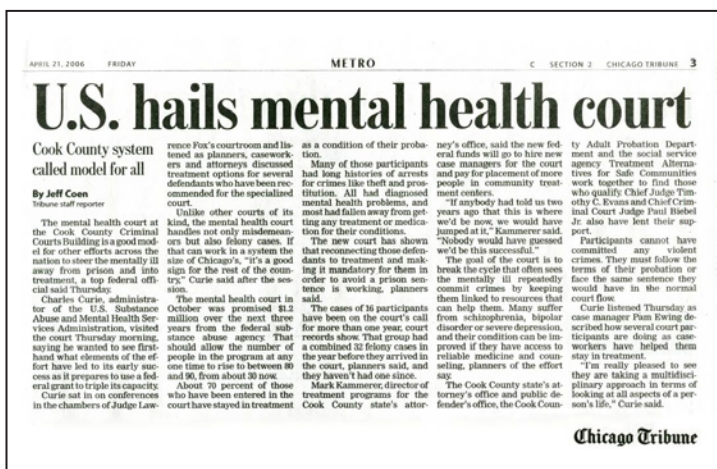 APRIL 21, 2006 FRIDAY METRO C SECTION 2 CHICAGO TRIBUNE 3
U.S. hails mental health court
Cook County system
called model for all
By Jeff Coen
Tribune staff reporter
The mental health court at
the Cook County Criminal
Courts Building is a good mod-
el for other efforts across the
nation to steer the mentally ill
away from prison and into
treatment, a top federal offi-
cial said Thursday.
Charles Curie, administra-
tor of the U.S. Substance
Abuse and Mental Health Ser-
vices Administration, visited
the court Thursday morning,
saying he wanted to see first-
hand what elements of the ef-
fort have led to its early suc-
cess as it prepares to use a fed-
eral grant to triple its capacity.
Curie sat in on conferences
in the chambers of Judge Law-
rence Fox's courtroom and lis-
tened as planners, casework-
ers and attorneys discussed
treatment options for several
defendants who have been rec-
ommended for the specialized
court.
Unlike other courts of its
kind, the mental health court
handles not only misdemean-
ors but also felony cases. If
that can work in a system the
size of Chicago's, "it's a good
sign for the rest of the coun-
try," Curie said after the ses-
sion.
The mental health court in
October was promised $1.2
million over the next three
years from the federal sub-
stance abuse agency. That
should allow the number of
people in the program at any
one time to rise to between 80
and 90, from about 30 now.
About 70 percent of those
who have been entered in the
court have stayed in treatment
as a condition of their proba-
tion.
Many of those participants
had long histories of arrests
for crimes like theft and pros-
titution. All had diagnosed
mental health problems, and
most had fallen away from get-
ting any treatment or medica-
tion for their conditions.
The new court has shown
that reconnecting those defen-
dants to treatment and mak-
ing it mandatory for them in
order to avoid a prison sen-
tence is working, planners
said.
The cases of 16 participants
have been on the court's call
for more than one year, court
records show. That group had
a combined 32 felony cases in
the year before they arrived in
the court, planners said, and
they haven't had one since.
Mark Kammerer, director of
treatment programs for the
Cook County state's attor-
ney's office, said the new fed-
eral funds will go to hire new
case managers for the court
and pay for placement of more
people in community treat-
ment centers.
"If anybody had told us two
years ago that this is where
we'd be now, we would have
jumped at it," Kammerer said.
"Nobody would have guessed
we'd be this successful."
The goal of the court is to
break the cycle that often sees
the mentally ill repeatedly
commit crimes by keeping
them linked to resources that
can help them. Many suffer
from schizophrenia, bipolar
disorder or severe depression,
and their condition can be im-
proved if they have access to
reliable medicine and coun-
seling, planners of the effort
say.
The Cook County state's at-
torney's office and public de-
fender's office, the Cook Coun-
ty Adult Probation Depart-
ment and the social service
agency Treatment Alterna-
tives for Safe Communities
work together to find those
who qualify. Chief Judge Tim-
othy C. Evans and Chief Crim-
inal Court Judge Paul Biebel
Jr. also have lent their sup-
port.
Participants cannot have
committed any violent
crimes. They must follow the
terms of their probation or
face the same sentence they
would have in the normal
court flow.
Curie listened Thursday as
case manager Pam Ewing de-
scribed how several court par-
ticipants are doing as case-
workers have helped them
stay in treatment.
"I'm really pleased to see
they are taking a multidisci-
plinary approach in terms of
looking at all aspects of a per-
son's life," Curie said.
Chicago Tribune